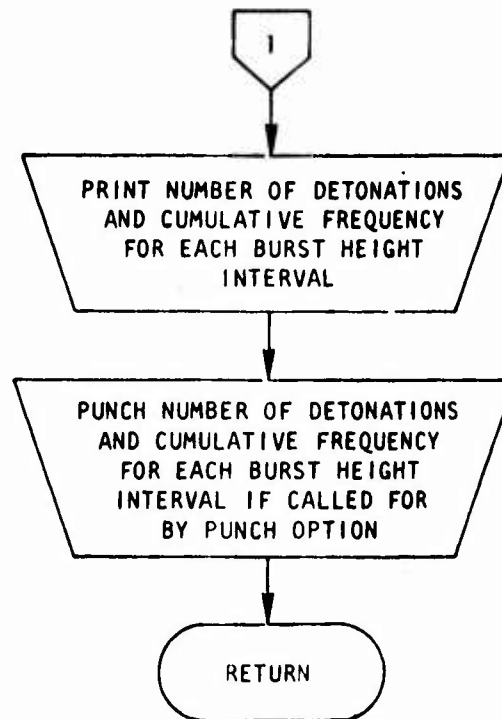 1
PRINT NUMBER OF DETONATIONS
AND CUMULATIVE FREQUENCY
FOR EACH BURST HEIGHT
INTERVAL
PUNCH NUMBER OF DETONATIONS
AND CUMULATIVE FREQUENCY
FOR EACH BURST HEIGHT
INTERVAL IF CALLED FOR
BY PUNCH OPTION
RETURN